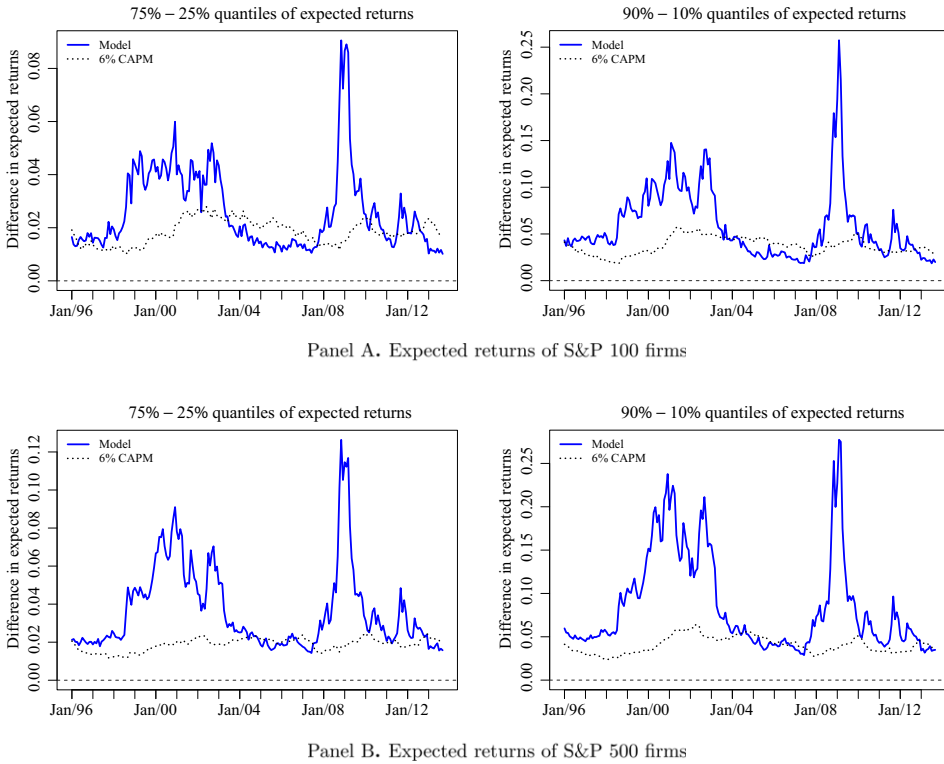 75% − 25% quantiles of expected returns
Difference in expected returns
0.00 0.02 0.04 0.06 0.08
Model
6% CAPM
Jan/96 Jan/00 Jan/04 Jan/08 Jan/12
90% − 10% quantiles of expected returns
Difference in expected returns
0.00 0.05 0.10 0.15 0.20 0.25
Model
6% CAPM
Jan/96 Jan/00 Jan/04 Jan/08 Jan/12
Panel A. Expected returns of S&P 100 firms
75% − 25% quantiles of expected returns
Difference in expected returns
0.00 0.02 0.04 0.06 0.08 0.10 0.12
Model
6% CAPM
Jan/96 Jan/00 Jan/04 Jan/08 Jan/12
90% − 10% quantiles of expected returns
Difference in expected returns
0.00 0.05 0.10 0.15 0.20 0.25
Model
6% CAPM
Jan/96 Jan/00 Jan/04 Jan/08 Jan/12
Panel B. Expected returns of S&P 500 firms